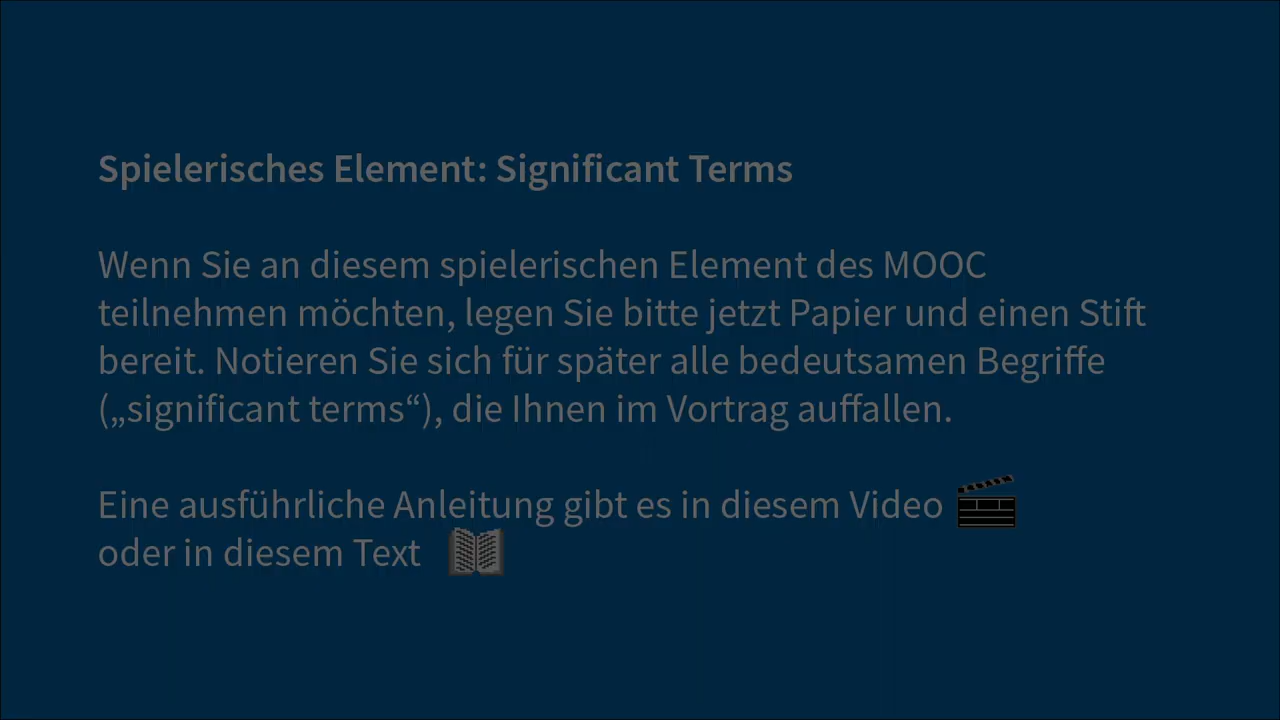 Spielerisches Element: Significant Terms
Wenn Sie an diesem spielerischen Element des MOOC
teilnehmen möchten, legen Sie bitte jetzt Papier und einen Stift
bereit. Notieren Sie sich für später alle bedeutsamen Begriffe
(„significant terms“), die Ihnen im Vortrag auffallen.
Eine ausführliche Anleitung gibt es in diesem Video
oder in diesem Text